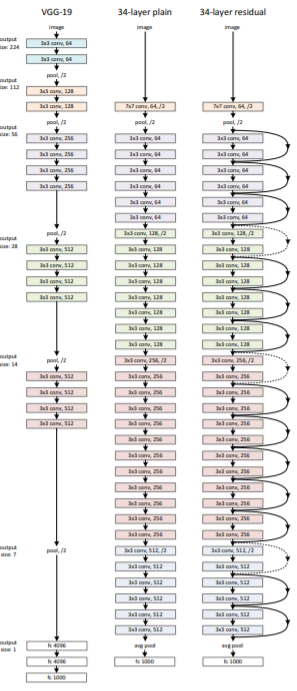 VGG-19
output
size: 224
output
size: 112
output
size: 56
output
size: 28
output
size: 14
output
size: 7
output
size: 1
image
3x3 conv, 64
3x3 conv, 64
pool, /2
3x3 conv, 128
3x3 conv, 128
pool, /2
3x3 conv, 256
3x3 conv, 256
3x3 conv, 256
3x3 conv, 256
pool, /2
3x3 conv, 512
3x3 conv, 512
3x3 conv, 512
3x3 conv, 512
pool, /2
3x3 conv, 512
3x3 conv, 512
3x3 conv, 512
3x3 conv, 512
pool, /2
fc 4096
fc 4096
fc 1000
34-layer plain
image
7x7 conv, 64, /2
pool, /2
3x3 conv, 64
3x3 conv, 64
3x3 conv, 64
3x3 conv, 64
3x3 conv, 64
3x3 conv, 64
3x3 conv, 128, /2
3x3 conv, 128
3x3 conv, 128
3x3 conv, 128
3x3 conv, 128
3x3 conv, 128
3x3 conv, 128
3x3 conv, 128
3x3 conv, 256, /2
3x3 conv, 256
3x3 conv, 256
3x3 conv, 256
3x3 conv, 256
3x3 conv, 256
3x3 conv, 256
3x3 conv, 256
3x3 conv, 256
3x3 conv, 256
3x3 conv, 256
3x3 conv, 256
3x3 conv, 512, /2
3x3 conv, 512
3x3 conv, 512
3x3 conv, 512
3x3 conv, 512
3x3 conv, 512
avg pool
fc 1000
34-layer residual
image
7x7 conv, 64, /2
pool, /2
3x3 conv, 64
3x3 conv, 64
3x3 conv, 64
3x3 conv, 64
3x3 conv, 64
3x3 conv, 64
3x3 conv, 128, /2
3x3 conv, 128
3x3 conv, 128
3x3 conv, 128
3x3 conv, 128
3x3 conv, 128
3x3 conv, 128
3x3 conv, 128
3x3 conv, 256, /2
3x3 conv, 256
3x3 conv, 256
3x3 conv, 256
3x3 conv, 256
3x3 conv, 256
3x3 conv, 256
3x3 conv, 256
3x3 conv, 256
3x3 conv, 256
3x3 conv, 256
3x3 conv, 256
3x3 conv, 512, /2
3x3 conv, 512
3x3 conv, 512
3x3 conv, 512
3x3 conv, 512
3x3 conv, 512
avg pool
fc 1000